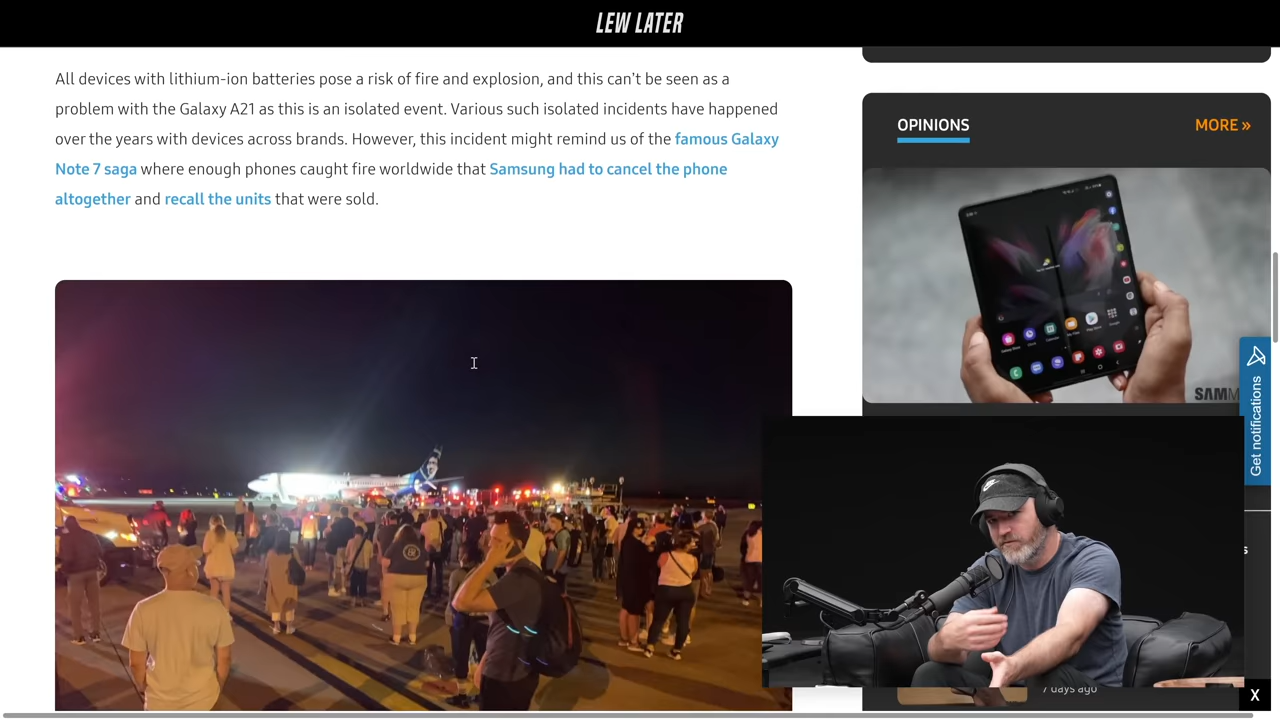 LEW LATER
All devices with lithium-ion batteries pose a risk of fire and explosion, and this can't be seen as a
problem with the Galaxy A21 as this is an isolated event. Various such isolated incidents have happened
over the years with devices across brands. However, this incident might remind us of the famous Galaxy
Note 7 saga where enough phones caught fire worldwide that Samsung had to cancel the phone
altogether and recall the units that were sold.
OPINIONS
MORE »
SAMM
Get notifications
7 days ago
X